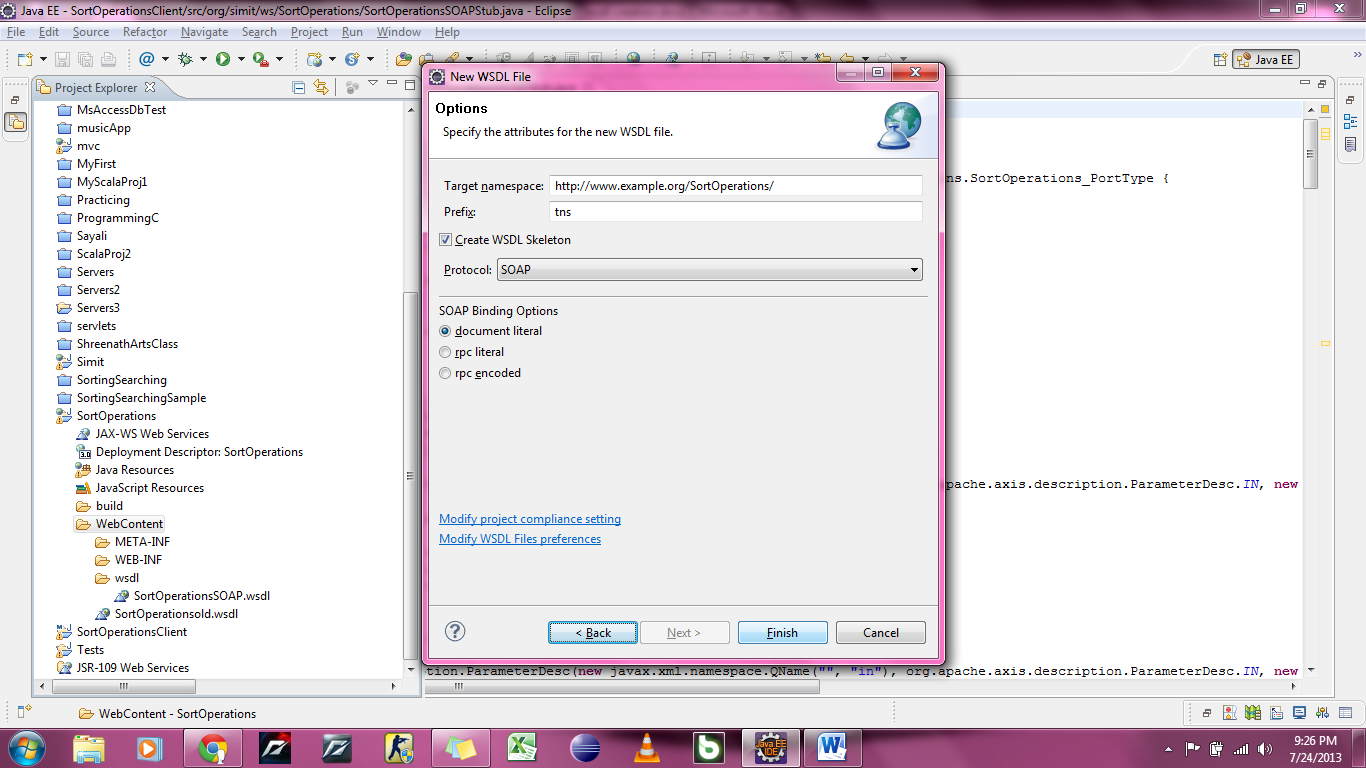 Java EE - SortOperationsClient/src/org/simit/ws/SortOperations/SortOperationsSOAPStub.java - Eclipse
File Edit Source Refactor Navigate Search Project Run Window Help
Java EE
Project Explorer
MsAccessDbTest
musicApp
mvc
MyFirst
MyScalaProj1
Practicing
ProgrammingC
Sayali
ScalaProj2
Servers
Servers2
Servers3
servlets
ShreenathArtsClass
Simit
SortingSearching
SortingSearchingSample
SortOperations
JAX-WS Web Services
Deployment Descriptor: SortOperations
Java Resources
JavaScript Resources
build
WebContent
META-INF
WEB-INF
wsdl
SortOperationsSOAP.wsdl
SortOperationsold.wsdl
SortOperationsClient
Tests
JSR-109 Web Services
New WSDL File
Options
Specify the attributes for the new WSDL file.
Target namespace: http://www.example.org/SortOperations/
Prefix: tns
Create WSDL Skeleton
Protocol: SOAP
SOAP Binding Options
document literal
rpc literal
rpc encoded
Modify project compliance setting
Modify WSDL Files preferences
? < Back Next > Finish Cancel
ns.SortOperations_PortType {
pache.axis.description.ParameterDesc.IN, new
tion.ParameterDesc(new javax.xml.namespace.QName("", "in"), org.apache.axis.description.ParameterDesc.IN, new
WebContent - SortOperations
Java EE
IDE
9:26 PM
7/24/2013